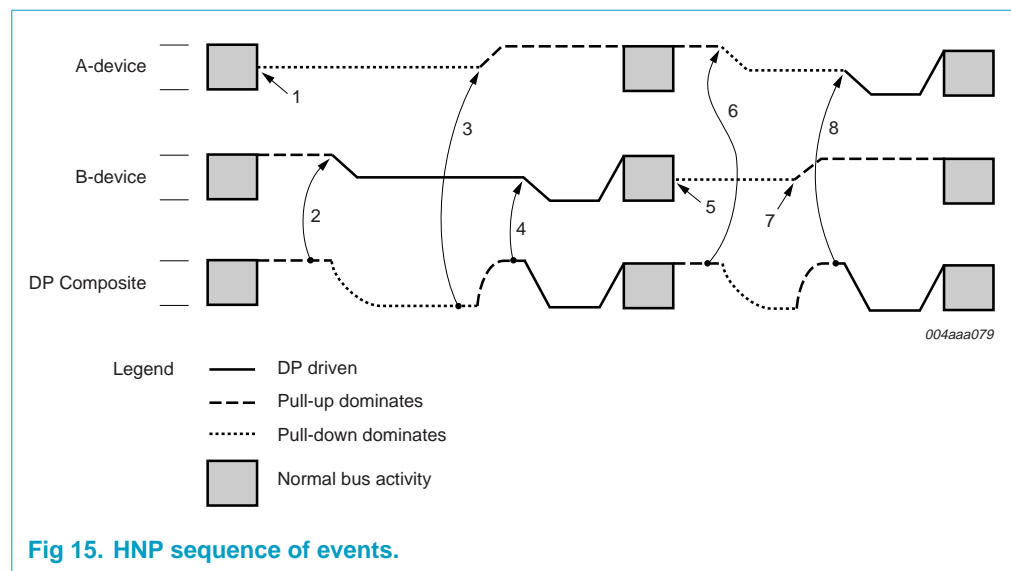 A-device
1
3
6
8
B-device
2
4
5
7
DP Composite
004aaa079
Legend
DP driven
Pull-up dominates
Pull-down dominates
Normal bus activity
Fig 15. HNP sequence of events.